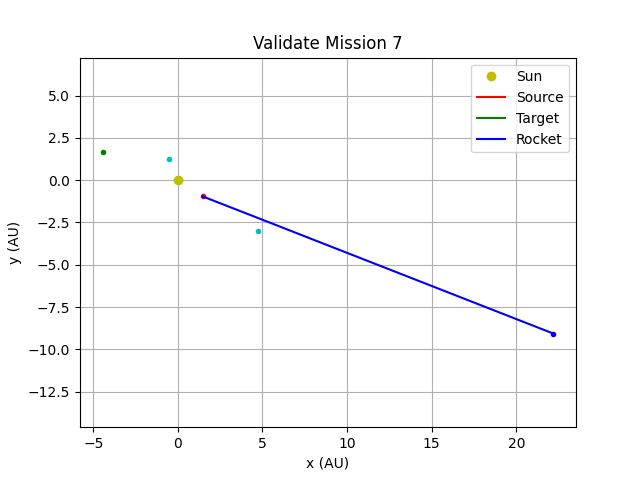 Validate Mission 7
Sun
Source
Target
Rocket
5.0
2.5
0.0
−2.5
−5.0
−7.5
−10.0
−12.5
y (AU)
−5 0 5 10 15 20
x (AU)